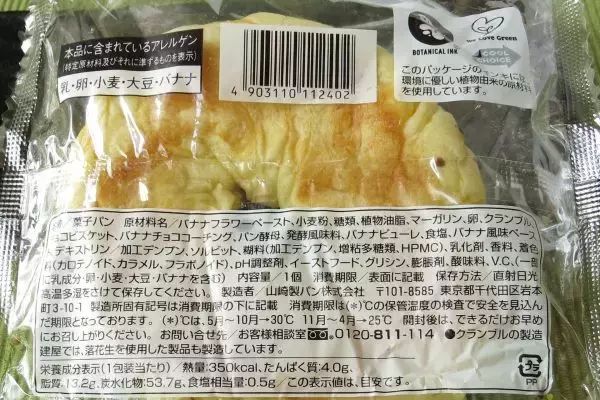 本品に含まれているアレルゲン
(特定原材料及びそれに準ずるものを表示)
乳・卵・小麦・大豆・バナナ
4903110112402
BOTANICAL INK
We Love Green
COOL CHOICE
このパッケージの
環境に優しい植物由来の原材料
を使用しています。
菓子パン 原材料名／バナナフラワーペースト、小麦粉、糖類、植物油脂、マーガリン、卵、クランブル、
チョコビスケット、バナナチョココーチング、パン酵母、発酵風味料、バナナピューレ、食塩、バナナ風味ペース
デキストリン／加工デンプン、ソルビット、糊料(加工デンプン、増粘多糖類、HPMC)、乳化剤、香料、着色
料(カロテノイド、カラメル、フラボノイド)、pH調整剤、イーストフード、グリシン、膨脹剤、酸味料、V.C、(一部
に乳成分・卵・小麦・大豆・バナナを含む) 内容量／1個 消費期限／表面に記載 保存方法／直射日光
高温多湿をさけて保存してください。 製造者／山崎製パン株式会社 〒101-8585 東京都千代田区岩本
町3-10-1 製造所固有記号は消費期限の下に記載 消費期限は(＊)℃の保管温度の検査で安全を見込ん
だ期限となっております。(＊)℃は、5月～10月→30℃ 11月～4月→25℃ 開封後は、できるだけお早め
にお召し上がりください。 お問い合せ先／お客様相談室 0120-811-114 ●クランブルの製造
建屋では、落花生を使用した製品も製造しています。
栄養成分表示(1包装当たり)／熱量:350kcal、たんぱく質:4.0g、
脂質:13.2g、炭水化物:53.7g、食塩相当量:0.5g／この表示値は、目安です。
プラ
PP